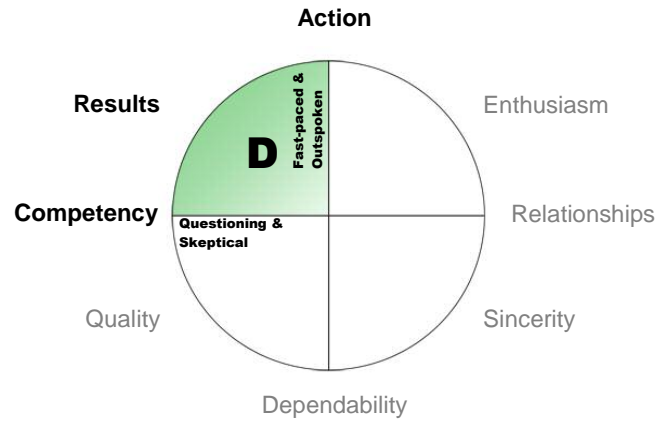 Action
Results
Enthusiasm
Fast-paced &
Outspoken
D
Competency
Relationships
Questioning &
Skeptical
Quality
Sincerity
Dependability